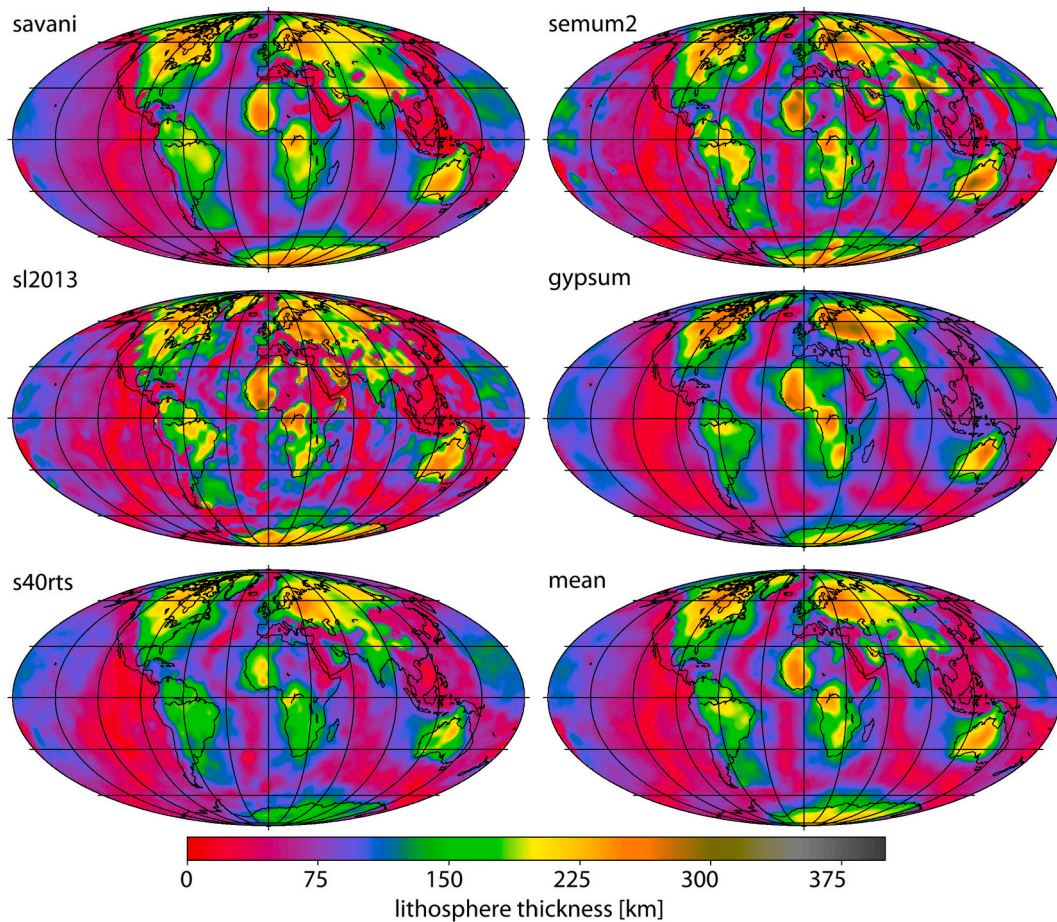 savani
semum2
sl2013
gypsum
s40rts
mean
0 75 150 225 300 375
lithosphere thickness [km]